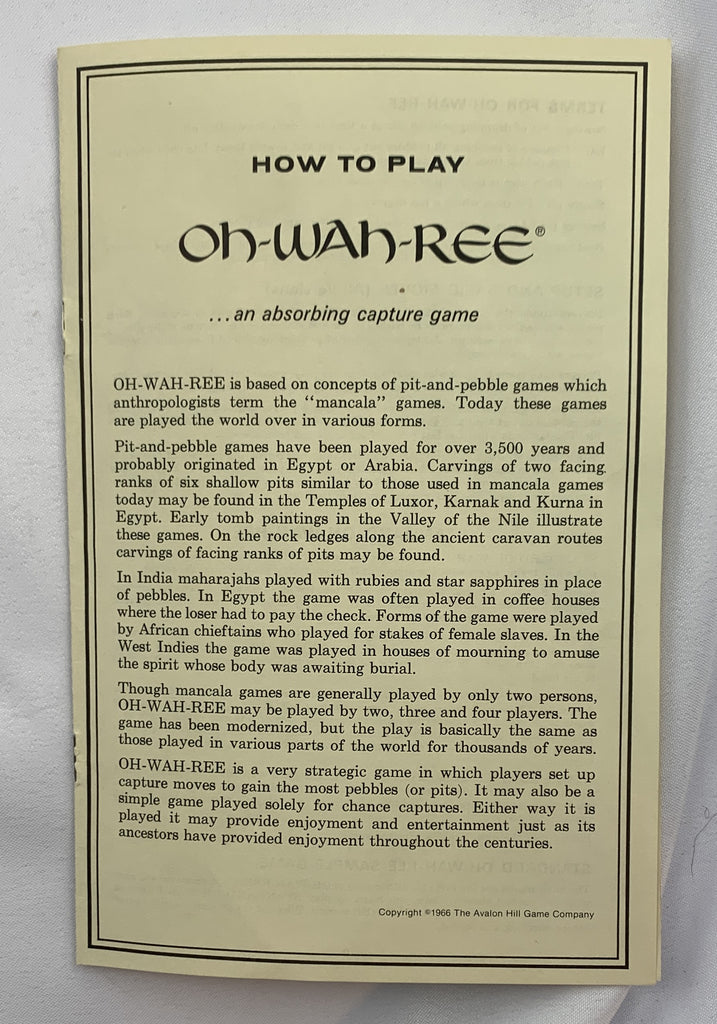 HOW TO PLAY
Oh-WAh-REE®
...an absorbing capture game
OH-WAH-REE is based on concepts of pit-and-pebble games which
anthropologists term the "mancala" games. Today these games
are played the world over in various forms.
Pit-and-pebble games have been played for over 3,500 years and
probably originated in Egypt or Arabia. Carvings of two facing
ranks of six shallow pits similar to those used in mancala games
today may be found in the Temples of Luxor, Karnak and Kurna in
Egypt. Early tomb paintings in the Valley of the Nile illustrate
these games. On the rock ledges along the ancient caravan routes
carvings of facing ranks of pits may be found.
In India maharajahs played with rubies and star sapphires in place
of pebbles. In Egypt the game was often played in coffee houses
where the loser had to pay the check. Forms of the game were played
by African chieftains who played for stakes of female slaves. In the
West Indies the game was played in houses of mourning to amuse
the spirit whose body was awaiting burial.
Though mancala games are generally played by only two persons,
OH-WAH-REE may be played by two, three and four players. The
game has been modernized, but the play is basically the same as
those played in various parts of the world for thousands of years.
OH-WAH-REE is a very strategic game in which players set up
capture moves to gain the most pebbles (or pits). It may also be a
simple game played solely for chance captures. Either way it is
played it may provide enjoyment and entertainment just as its
ancestors have provided enjoyment throughout the centuries.
Copyright ©1966 The Avalon Hill Game Company